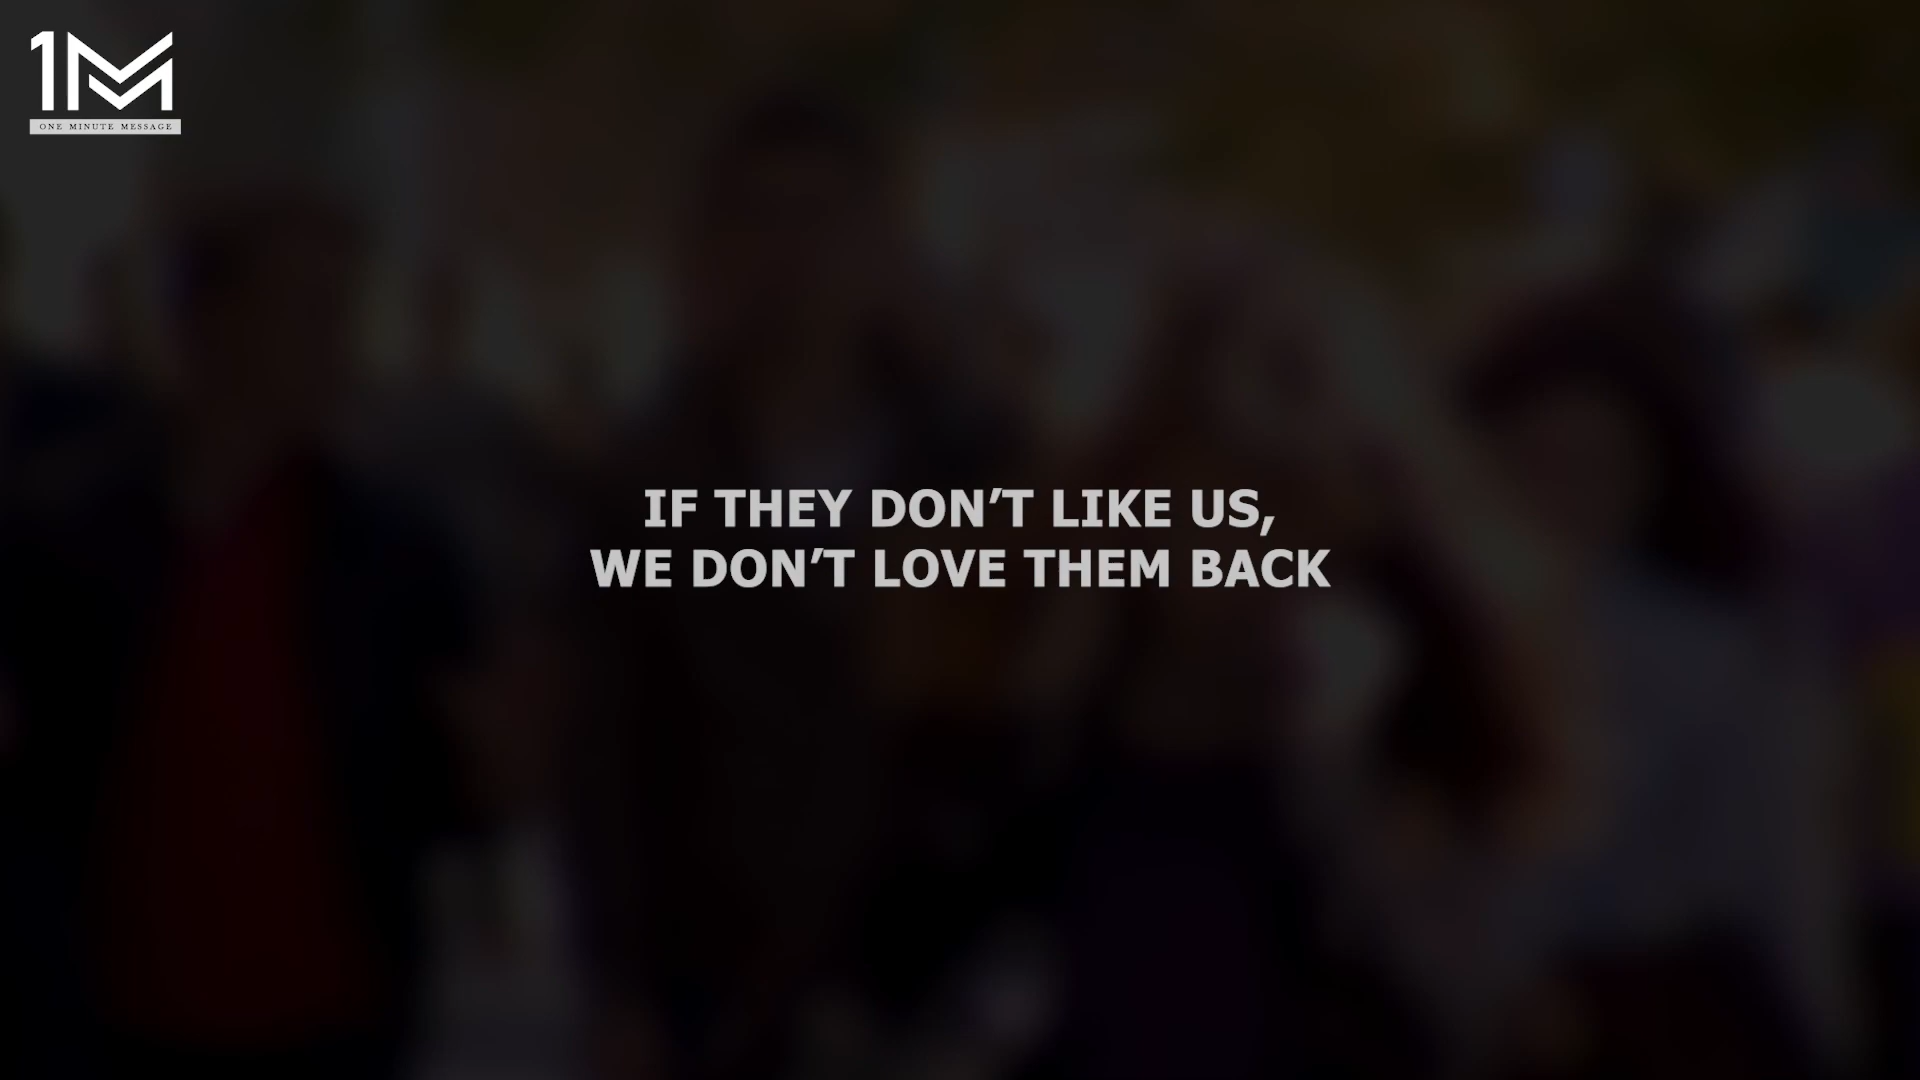 1M
ONE MINUTE MESSAGE
IF THEY DON’T LIKE US,
WE DON’T LOVE THEM BACK